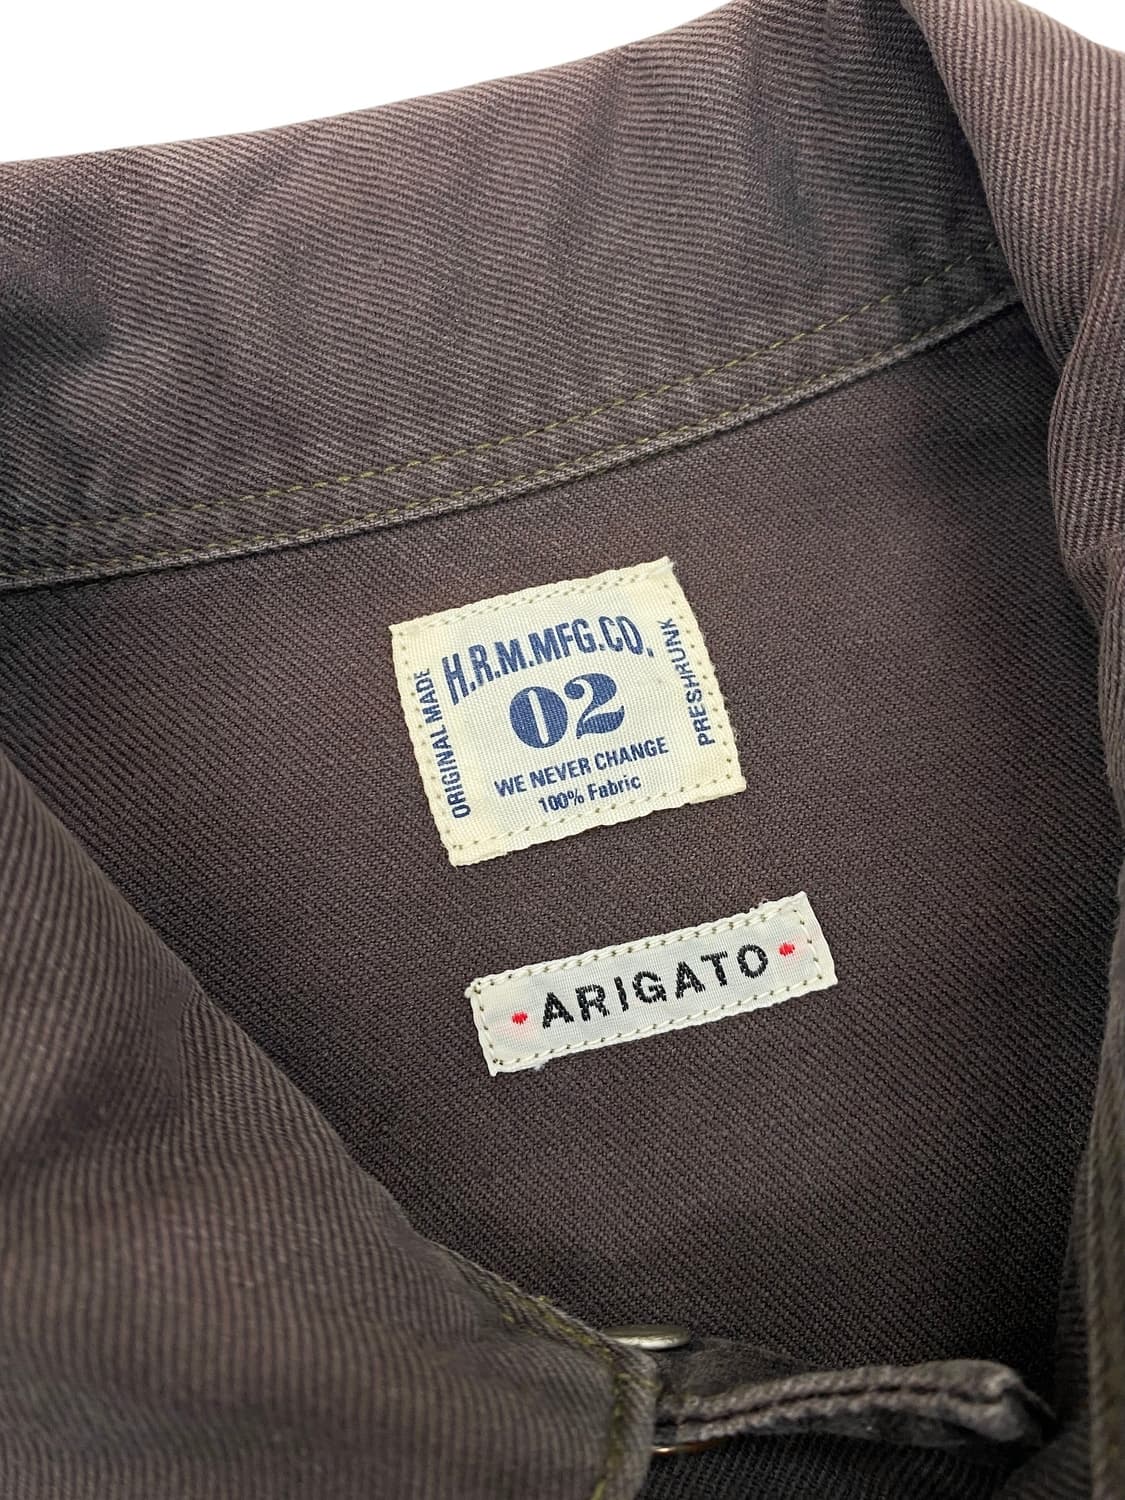 H.R.M.MFG.CO.
ORIGINAL MADE
02
PRESHRUNK
WE NEVER CHANGE
100% Fabric
• ARIGATO •